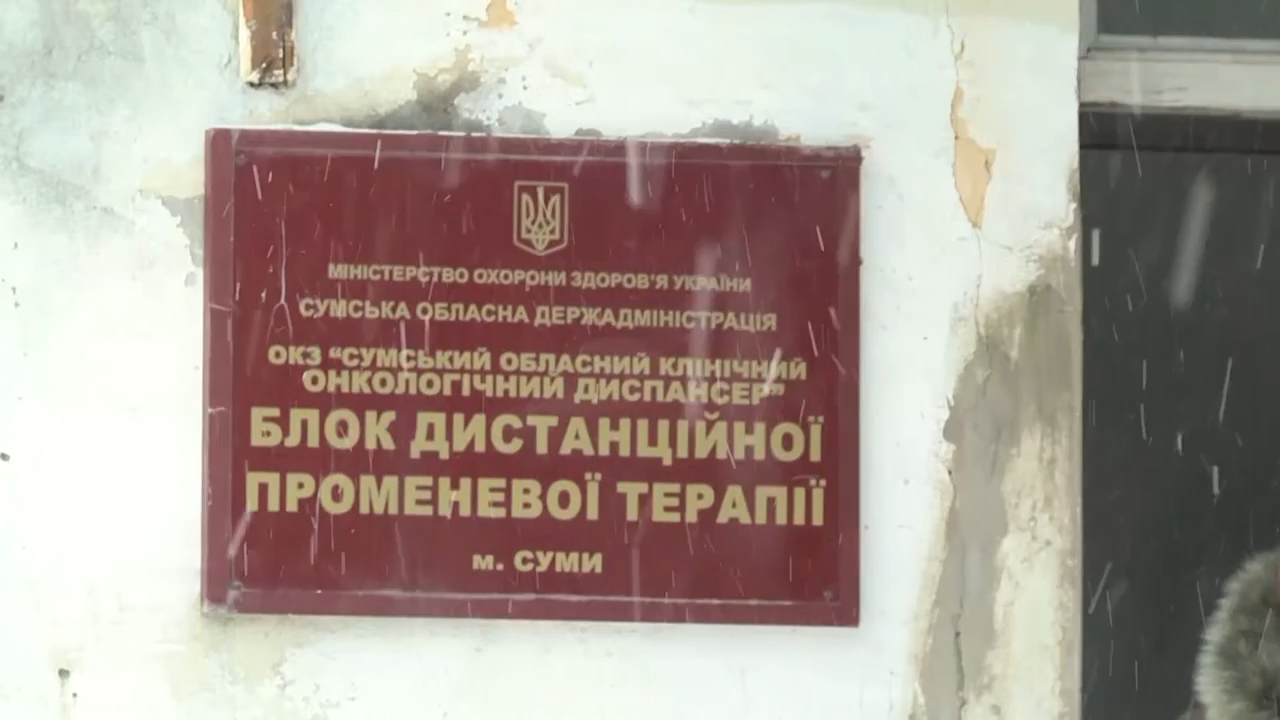 МІНІСТЕРСТВО ОХОРОНИ ЗДОРОВ'Я УКРАЇНИ
СУМСЬКА ОБЛАСНА ДЕРЖАДМІНІСТРАЦІЯ
ОКЗ “СУМСЬКИЙ ОБЛАСНИЙ КЛІНІЧНИЙ
ОНКОЛОГІЧНИЙ ДИСПАНСЕР”
БЛОК ДИСТАНЦІЙНОЇ
ПРОМЕНЕВОЇ ТЕРАПІЇ
м. СУМИ